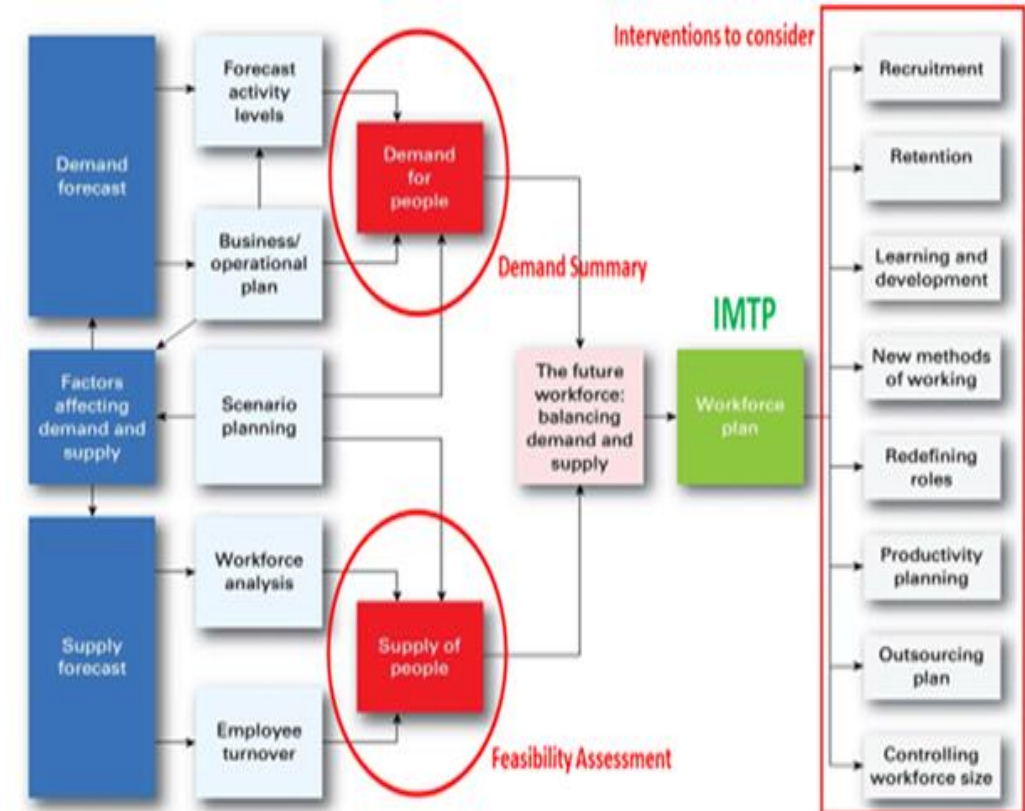 Interventions to consider
Demand
forecast
Forecast
activity
levels
Business/
operational
plan
Demand
for
people
Demand Summary
Factors
affecting
demand and
supply
Scenario
planning
The future
workforce:
balancing
demand and
supply
IMTP
Workforce
plan
Supply
forecast
Workforce
analysis
Employee
turnover
Supply of
people
Feasibility Assessment
Recruitment
Retention
Learning and
development
New methods
of working
Redefining
roles
Productivity
planning
Outsourcing
plan
Controlling
workforce size